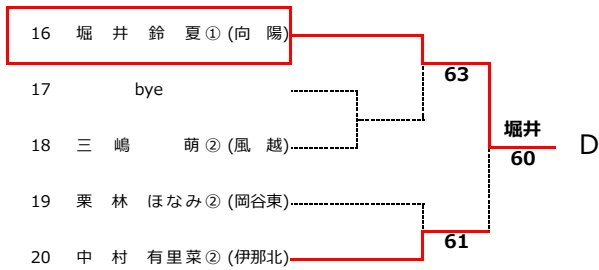 16 堀井鈴夏① (向陽)
63
17 bye
堀井
18 三嶋萌② (風越)
D
60
19 栗林ほなみ② (岡谷東)
61
20 中村有里菜② (伊那北)